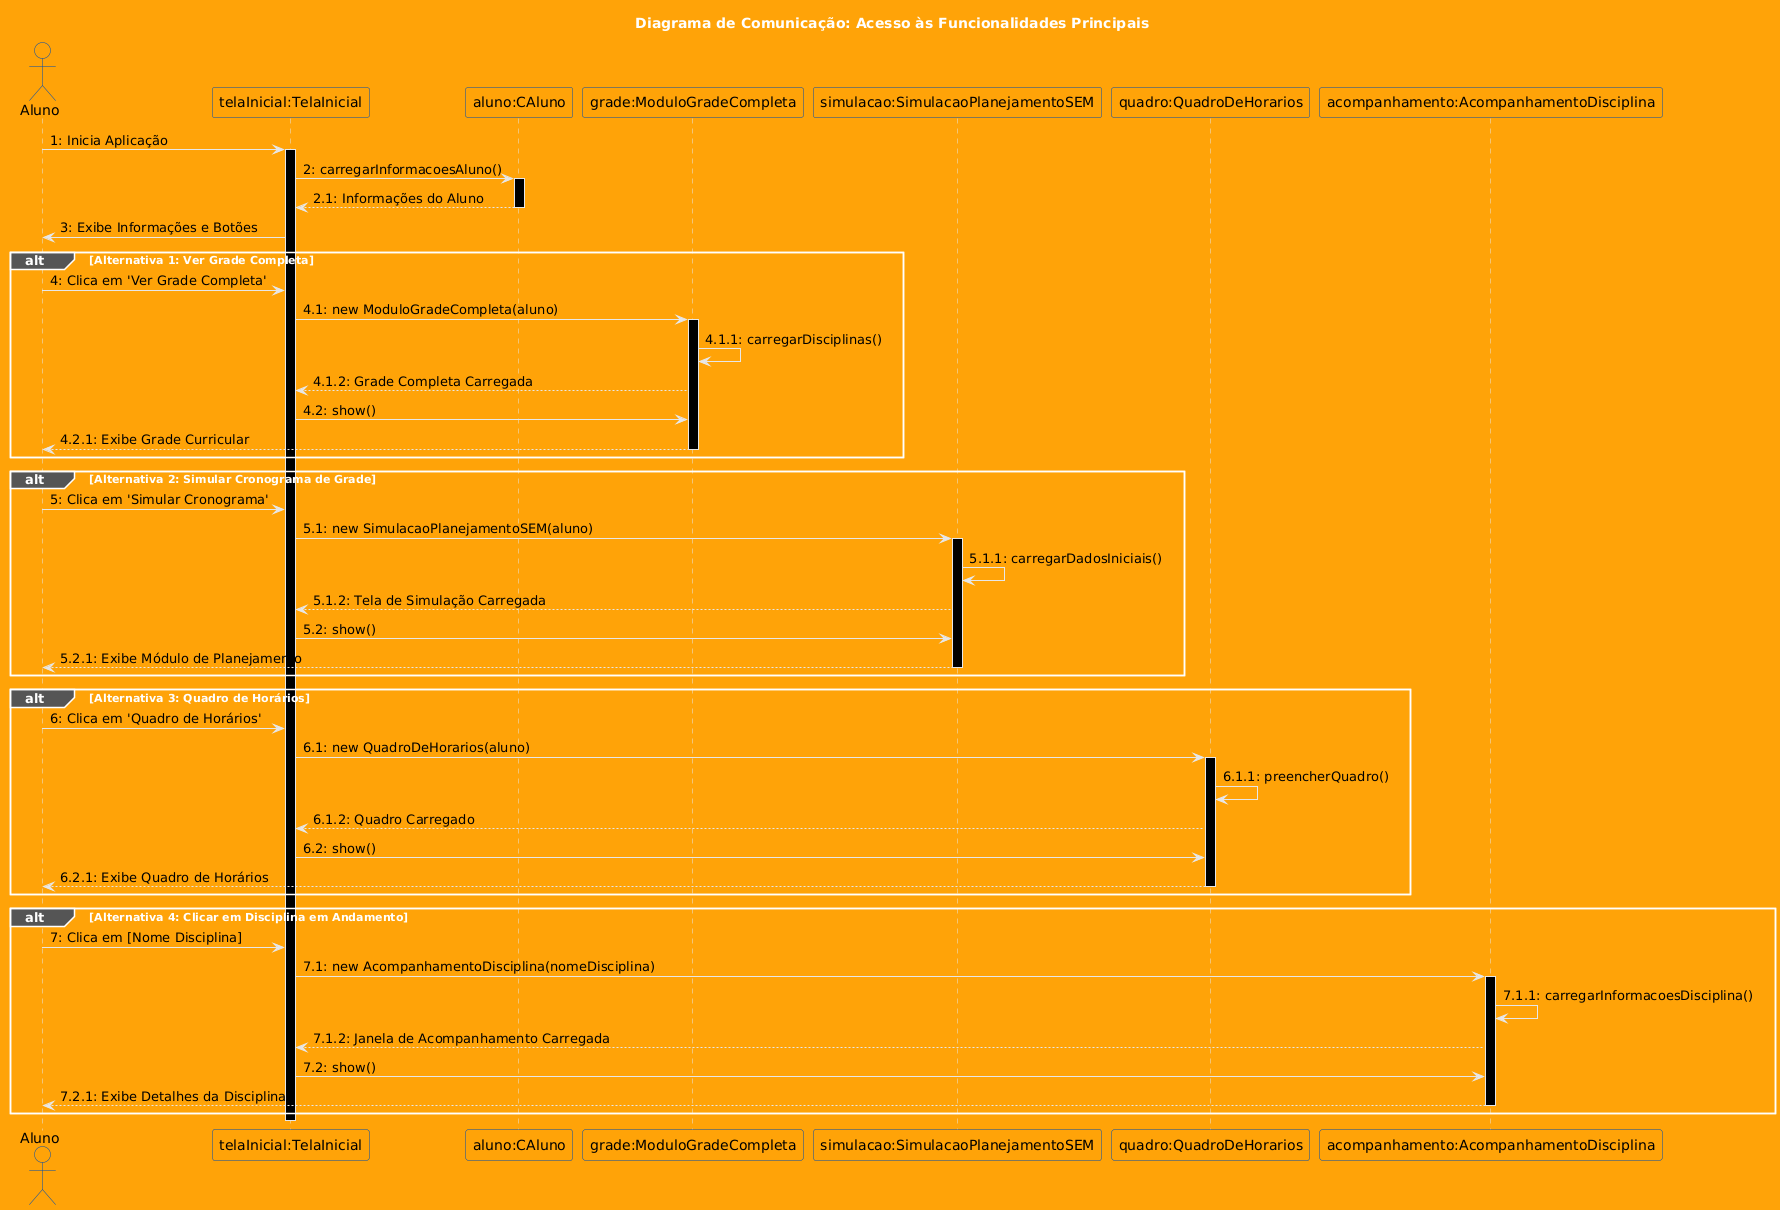 Diagrama de Comunicação: Acesso às Funcionalidades Principais
Aluno
telaInicial:TelaInicial
aluno:CAluno
grade:ModuloGradeCompleta
simulacao:SimulacaoPlanejamentoSEM
quadro:QuadroDeHorarios
acompanhamento:AcompanhamentoDisciplina
1: Inicia Aplicação
2: carregarInformacoesAluno()
2.1: Informações do Aluno
3: Exibe Informações e Botões
alt
[Alternativa 1: Ver Grade Completa]
4: Clica em 'Ver Grade Completa'
4.1: new ModuloGradeCompleta(aluno)
4.1.1: carregarDisciplinas()
4.1.2: Grade Completa Carregada
4.2: show()
4.2.1: Exibe Grade Curricular
alt
[Alternativa 2: Simular Cronograma de Grade]
5: Clica em 'Simular Cronograma'
5.1: new SimulacaoPlanejamentoSEM(aluno)
5.1.1: carregarDadosIniciais()
5.1.2: Tela de Simulação Carregada
5.2: show()
5.2.1: Exibe Módulo de Planejamento
alt
[Alternativa 3: Quadro de Horários]
6: Clica em 'Quadro de Horários'
6.1: new QuadroDeHorarios(aluno)
6.1.1: preencherQuadro()
6.1.2: Quadro Carregado
6.2: show()
6.2.1: Exibe Quadro de Horários
alt
[Alternativa 4: Clicar em Disciplina em Andamento]
7: Clica em [Nome Disciplina]
7.1: new AcompanhamentoDisciplina(nomeDisciplina)
7.1.1: carregarInformacoesDisciplina()
7.1.2: Janela de Acompanhamento Carregada
7.2: show()
7.2.1: Exibe Detalhes da Disciplina
Aluno
telaInicial:TelaInicial
aluno:CAluno
grade:ModuloGradeCompleta
simulacao:SimulacaoPlanejamentoSEM
quadro:QuadroDeHorarios
acompanhamento:AcompanhamentoDisciplina